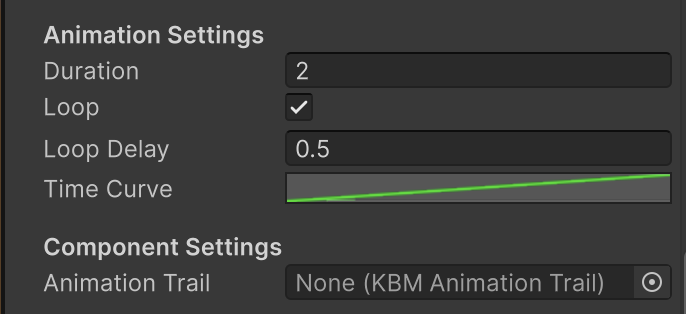 Animation Settings
Duration 2
Loop
Loop Delay 0.5
Time Curve
Component Settings
Animation Trail None (KBM Animation Trail)